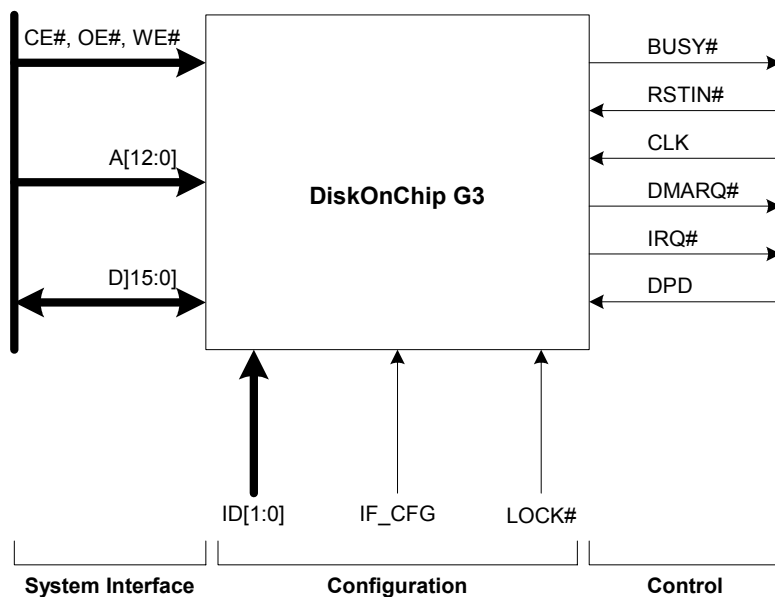 CE#, OE#, WE#
BUSY#
RSTIN#
A[12:0]
CLK
DiskOnChip G3
DMARQ#
IRQ#
D]15:0]
DPD
ID[1:0]
IF_CFG
LOCK#
System Interface
Configuration
Control